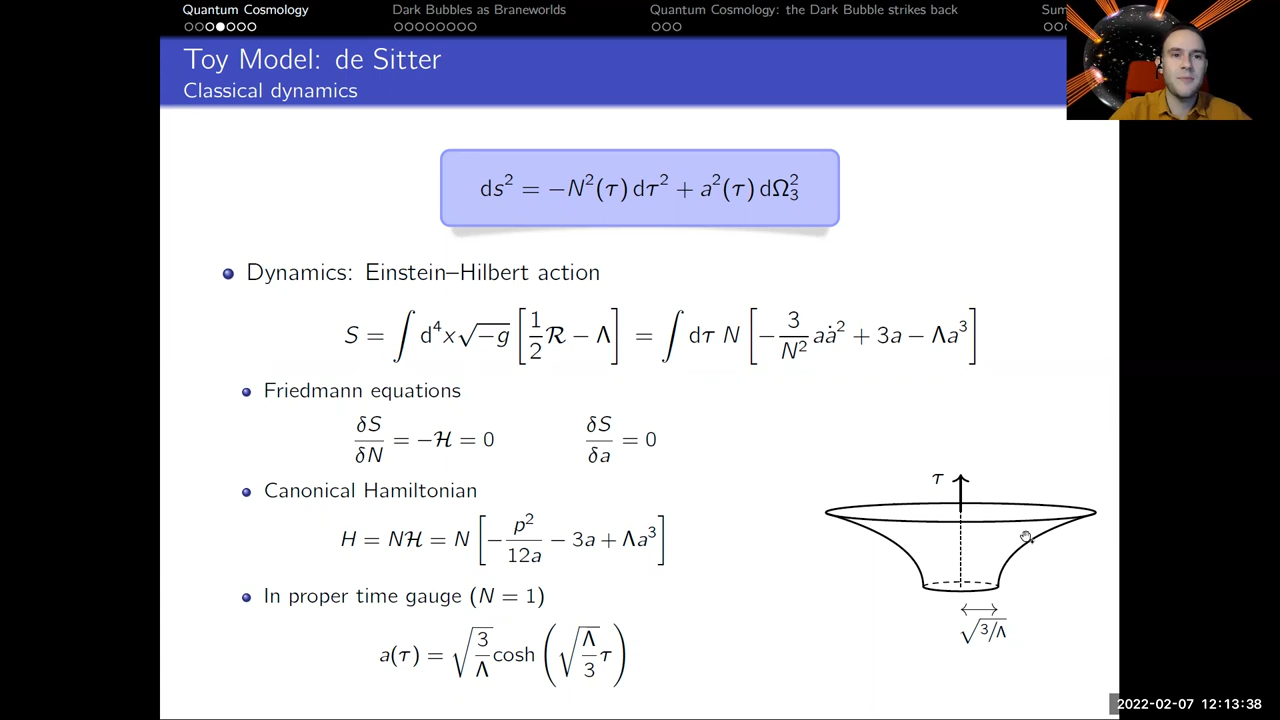 Quantum Cosmology Dark Bubbles as Braneworlds Quantum Cosmology: the Dark Bubble strikes back Sum
Toy Model: de Sitter
Classical dynamics
ds² = −N²(τ) dτ² + a²(τ) dΩ₃²
Dynamics: Einstein–Hilbert action
S = ∫ d⁴x√−g [1/2 R − Λ] = ∫ dτ N [−3/N² aȧ² + 3a − Λa³]
Friedmann equations
δS/δN = −H = 0 δS/δa = 0
Canonical Hamiltonian
H = NH = N [−p²/12a − 3a + Λa³]
In proper time gauge (N = 1)
a(τ) = √3/Λ cosh (√Λ/3 τ)
τ
√3/Λ
2022-02-07 12:13:38